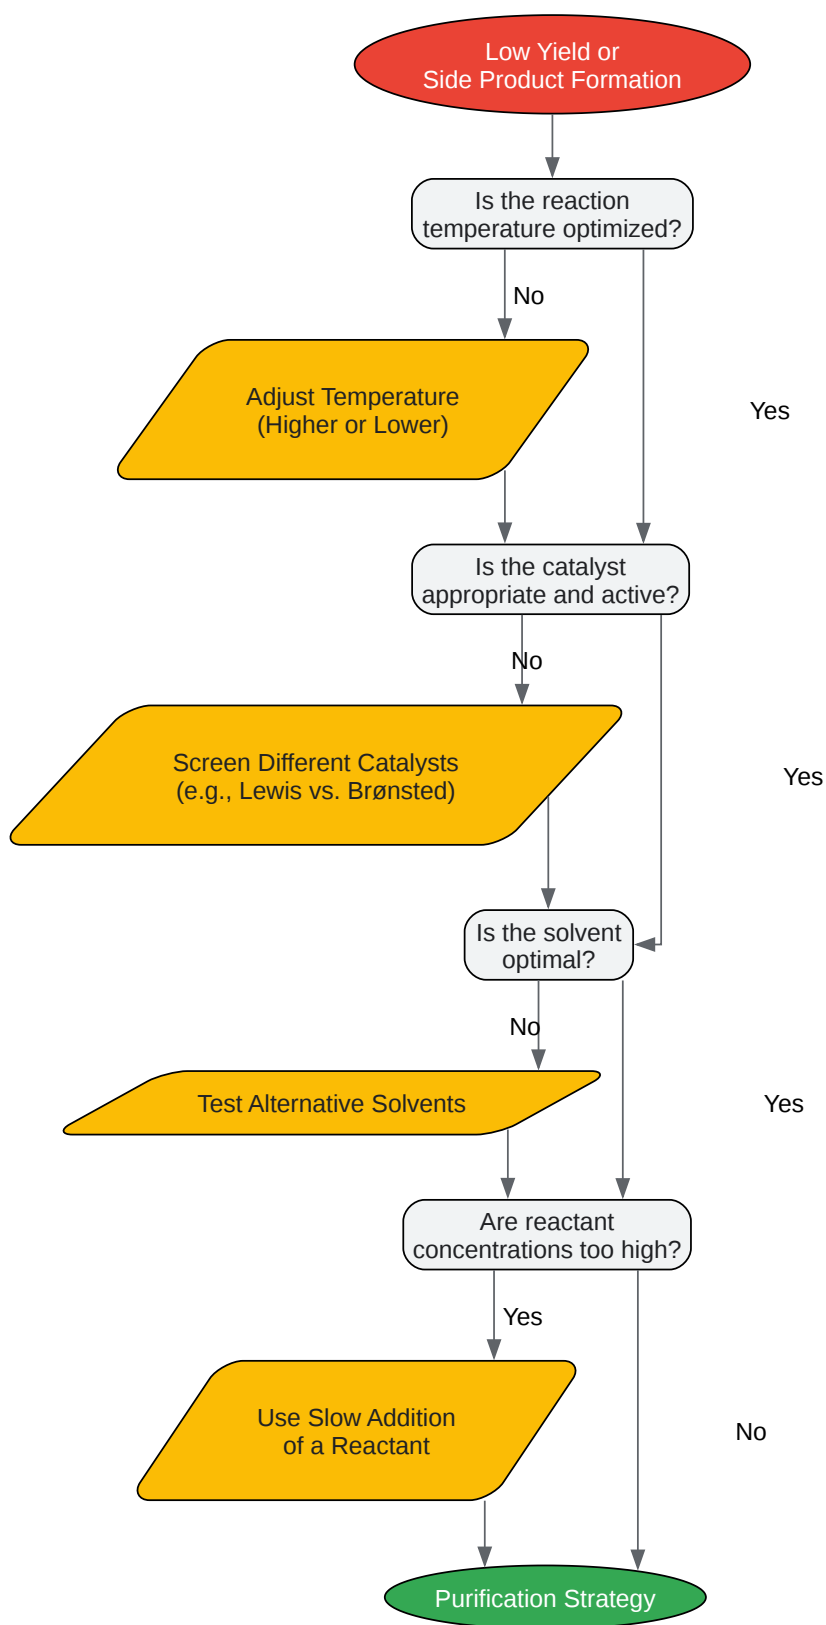 Low Yield or
Side Product Formation
Is the reaction
temperature optimized?
No
Adjust Temperature
(Higher or Lower)
Yes
Is the catalyst
appropriate and active?
No
Screen Different Catalysts
(e.g., Lewis vs. Brønsted)
Yes
Is the solvent
optimal?
No
Test Alternative Solvents
Yes
Are reactant
concentrations too high?
Yes
Use Slow Addition
of a Reactant
No
Purification Strategy